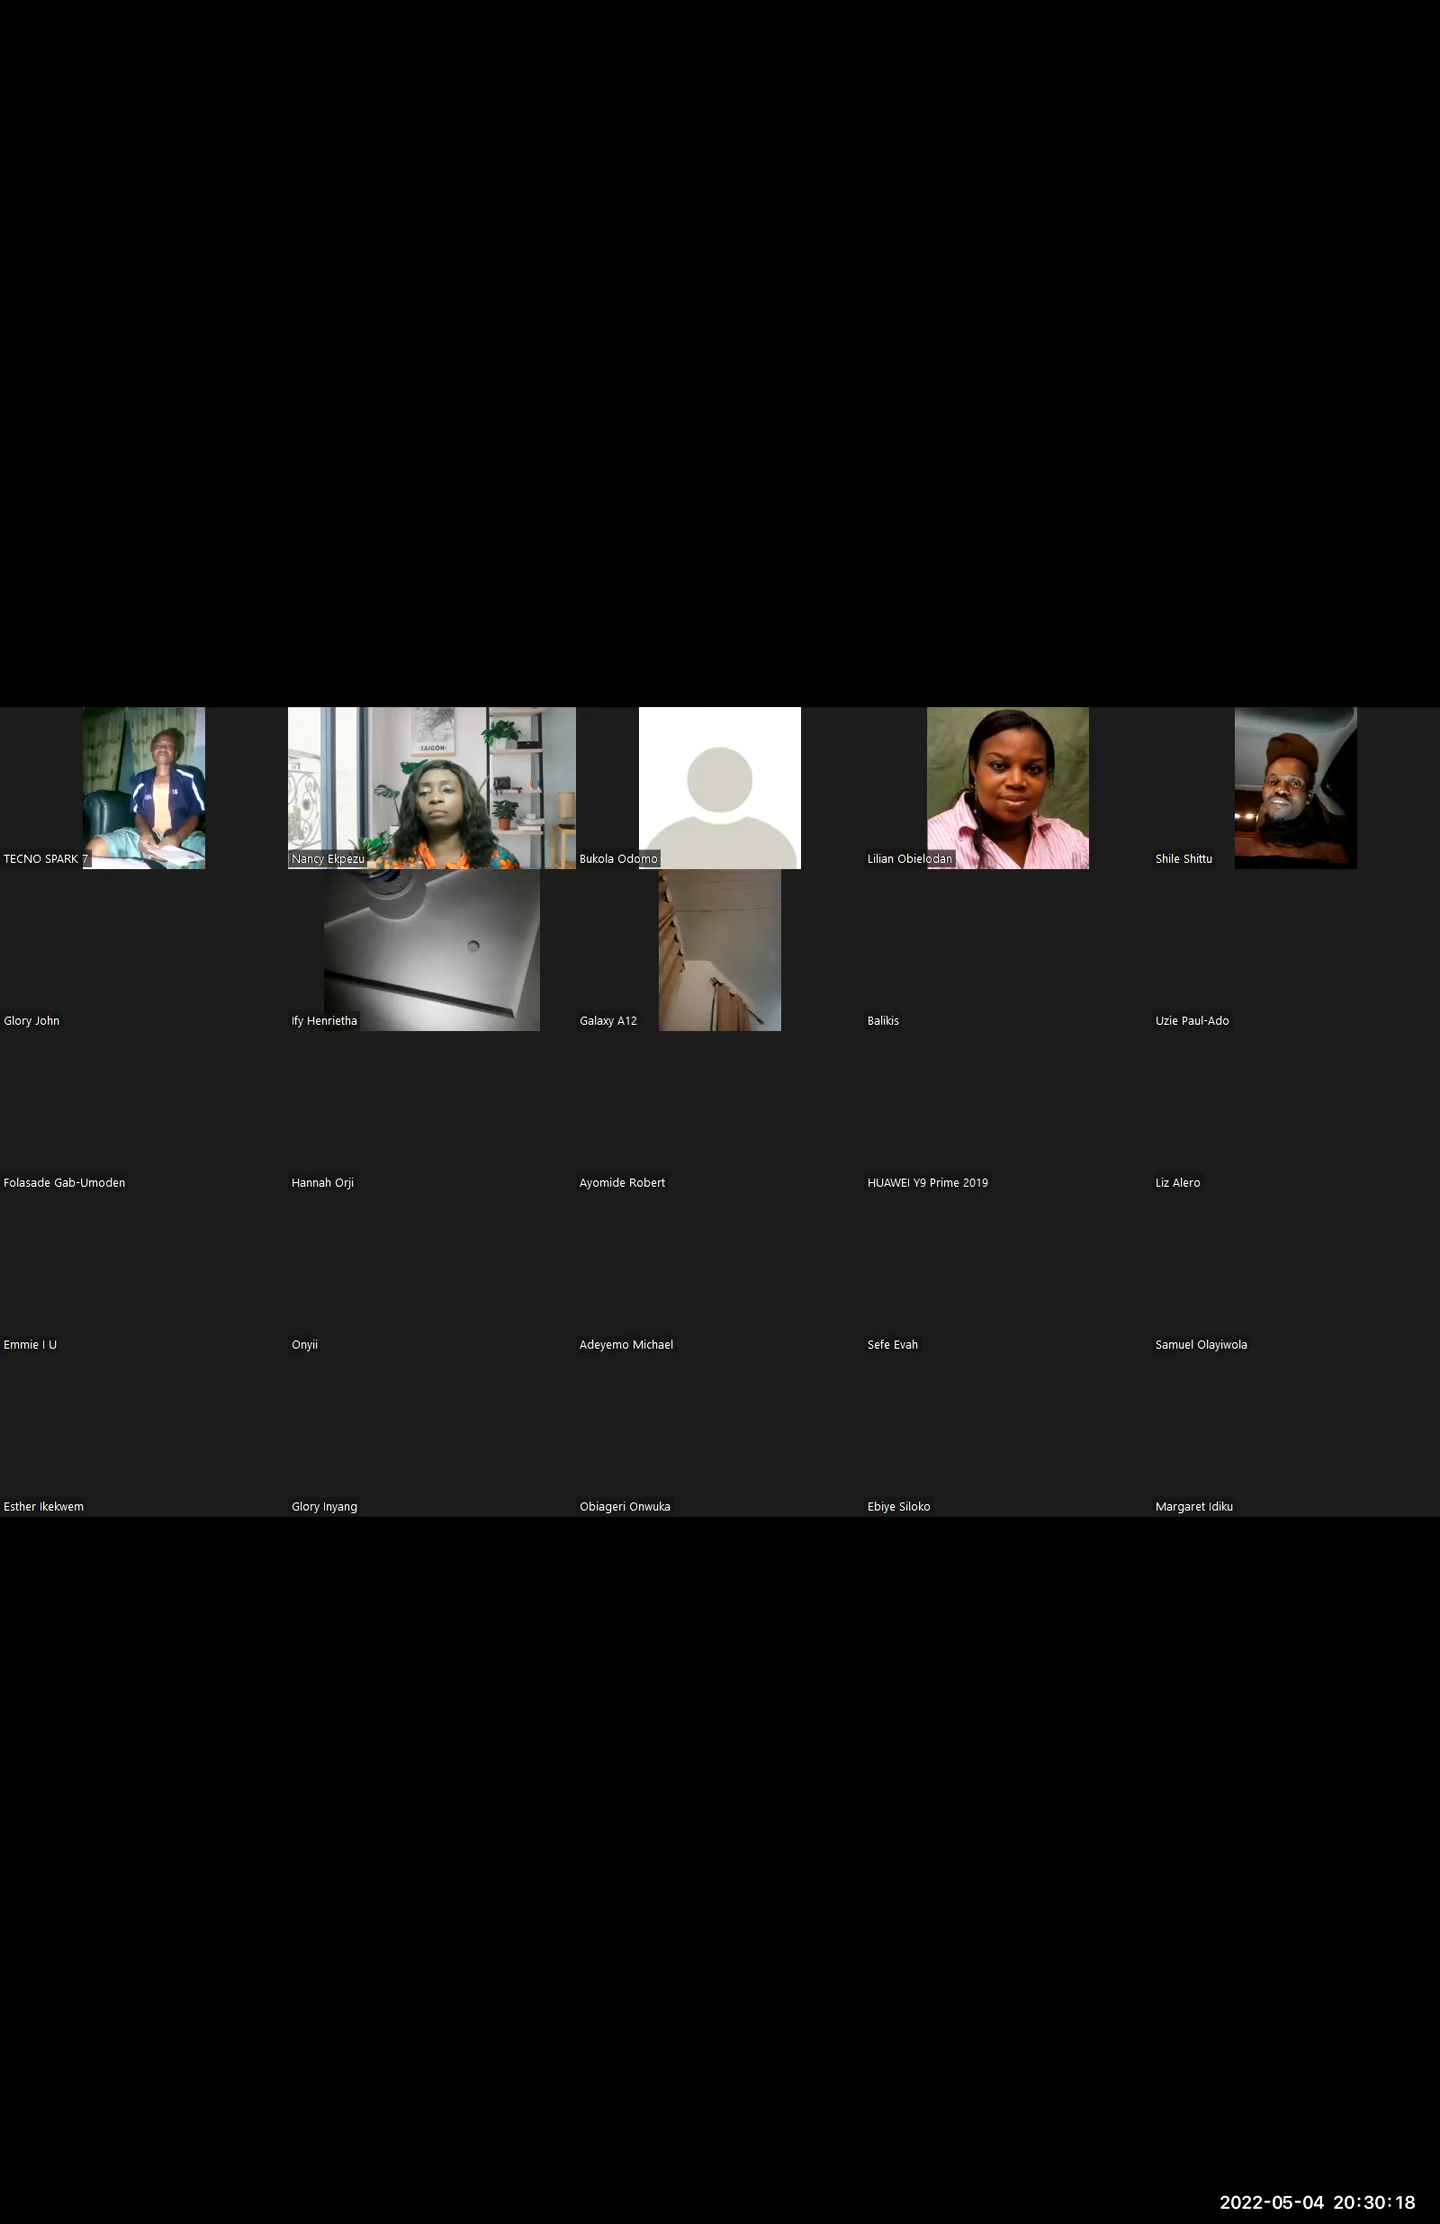 SAIGON
TECNO SPARK 7
Nancy Ekpezu
Bukola Odomo
Lilian Obielodan
Shile Shittu
Glory John
Ify Henrietha
Galaxy A12
Balikis
Uzie Paul-Ado
Folasade Gab-Umoden
Hannah Orji
Ayomide Robert
HUAWEI Y9 Prime 2019
Liz Alero
Emmie I U
Onyii
Adeyemo Michael
Sefe Evah
Samuel Olayiwola
Esther Ikekwem
Glory Inyang
Obiageri Onwuka
Ebiye Siloko
Margaret Idiku
2022-05-04 20:30:18